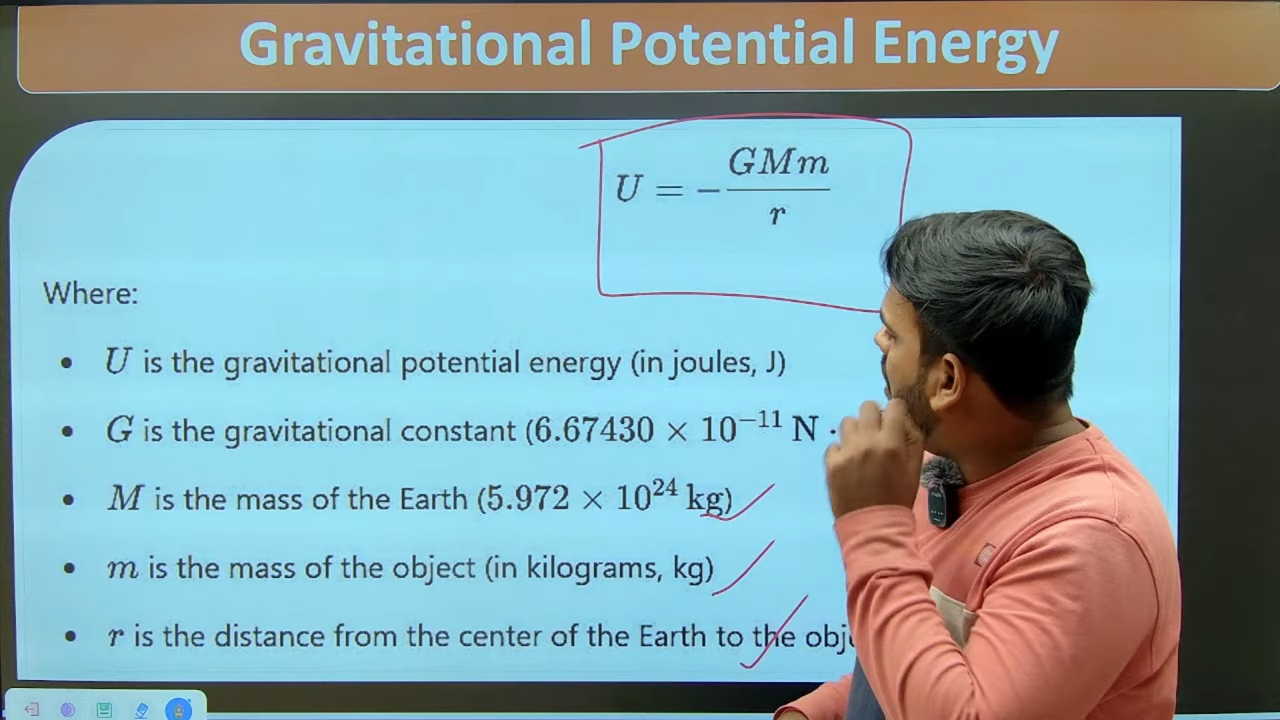 Gravitational Potential Energy
U = -\frac{GMm}{r}
Where:
• U is the gravitational potential energy (in joules, J)
• G is the gravitational constant (6.67430 × 10⁻¹¹ N ·
• M is the mass of the Earth (5.972 × 10²⁴ kg)
• m is the mass of the object (in kilograms, kg)
• r is the distance from the center of the Earth to the